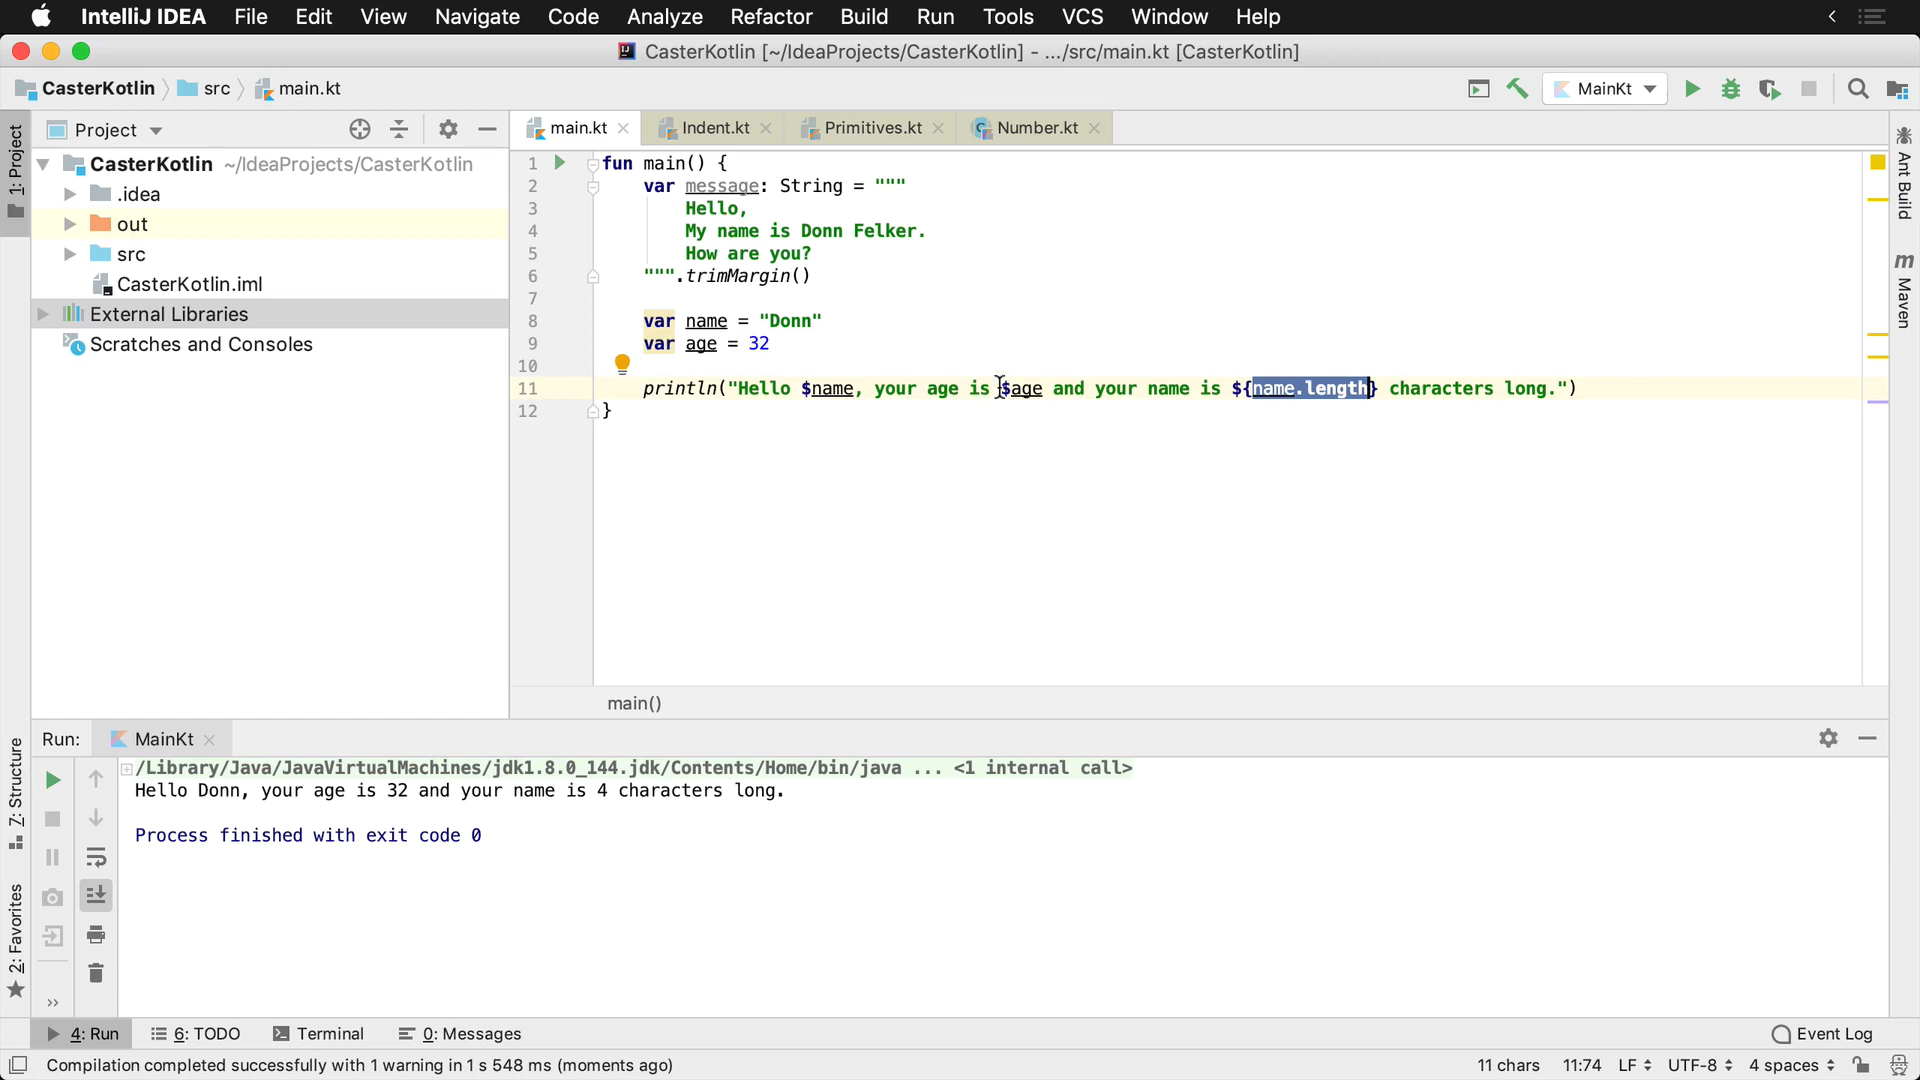 IntelliJ IDEA File Edit View Navigate Code Analyze Refactor Build Run Tools VCS Window Help
CasterKotlin [~/IdeaProjects/CasterKotlin] - .../src/main.kt [CasterKotlin]
CasterKotlin src main.kt MainKt
1: Project
Project
main.kt Indent.kt Primitives.kt Number.kt
CasterKotlin ~/IdeaProjects/CasterKotlin
.idea
out
src
CasterKotlin.iml
External Libraries
Scratches and Consoles
1 fun main() {
2 var message: String = """
3 Hello,
4 My name is Donn Felker.
5 How are you?
6 """.trimMargin()
7
8 var name = "Donn"
9 var age = 32
10
11 println("Hello $name, your age is $age and your name is ${name.length} characters long.")
12 }
main()
Ant Build
m Maven
Run: MainKt
/Library/Java/JavaVirtualMachines/jdk1.8.0_144.jdk/Contents/Home/bin/java ... <1 internal call>
Hello Donn, your age is 32 and your name is 4 characters long.
Process finished with exit code 0
Z: Structure
2: Favorites
4: Run 6: TODO Terminal 0: Messages Event Log
Compilation completed successfully with 1 warning in 1 s 548 ms (moments ago) 11 chars 11:74 LF UTF-8 4 spaces